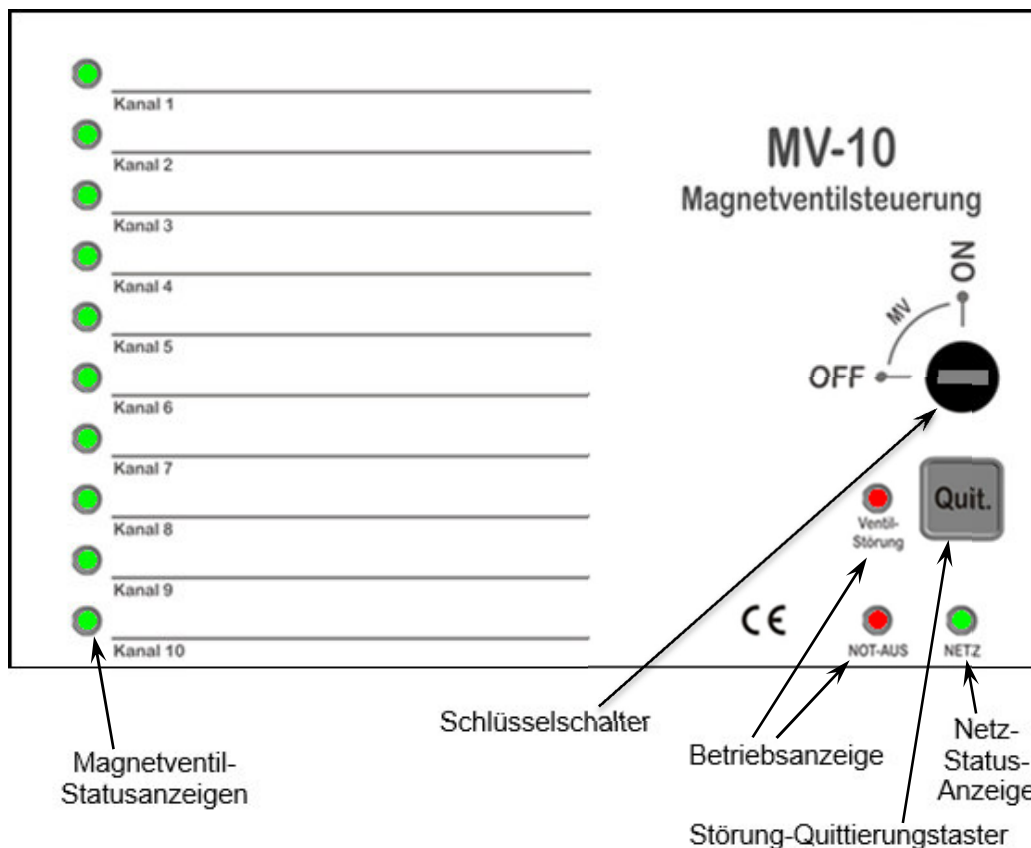 Kanal 1
Kanal 2
Kanal 3
Kanal 4
Kanal 5
Kanal 6
Kanal 7
Kanal 8
Kanal 9
Kanal 10
MV-10
Magnetventilsteuerung
ON
MV
OFF
Quit.
Ventil-
Störung
CE
NOT-AUS
NETZ
Schlüsselschalter
Magnetventil-
Statusanzeigen
Betriebsanzeige
Netz-
Status-
Anzeige
Störung-Quittierungstaster